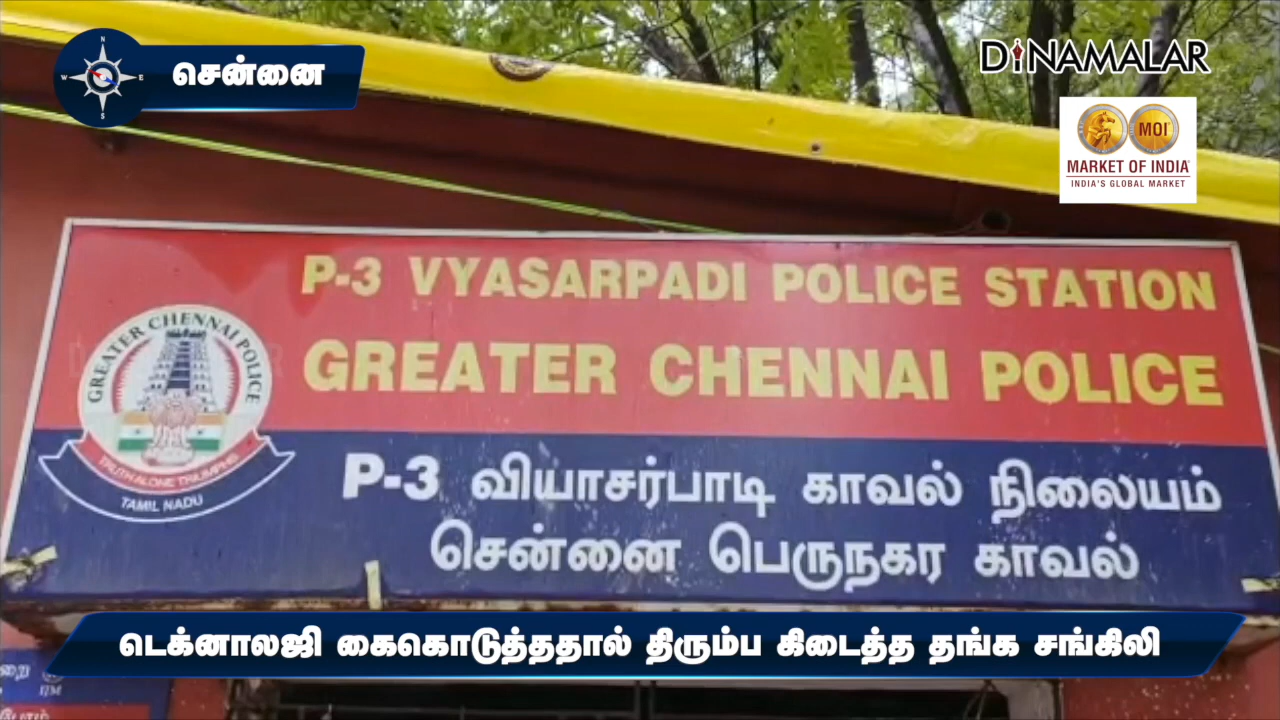 சென்னை
DINAMALAR
MOI
MARKET OF INDIA
INDIA'S GLOBAL MARKET
P-3 VYASARPADI POLICE STATION
GREATER CHENNAI POLICE
GREATER CHENNAI POLICE
TRUTH ALONE TRIUMPHS
TAMIL NADU
P-3 வியாசர்பாடி காவல் நிலையம்
சென்னை பெருநகர காவல்
டெக்னாலஜி கைகொடுத்ததால் திரும்ப கிடைத்த தங்க சங்கிலி